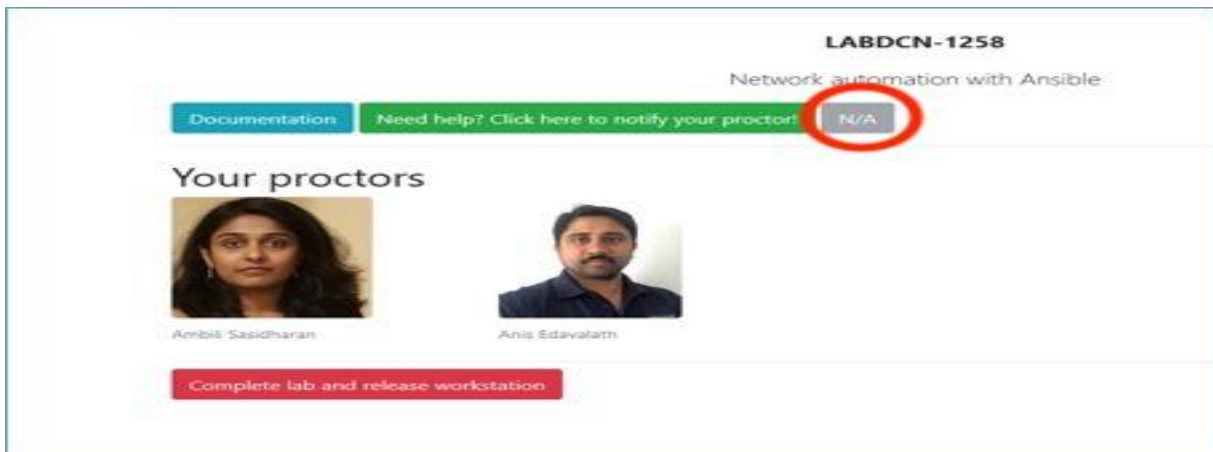 LABDCN-1258
Network automation with Ansible
Documentation Need help? Click here to notify your proctor! N/A
Your proctors
Ambili Sasidharan Anis Edavalath
Complete lab and release workstation